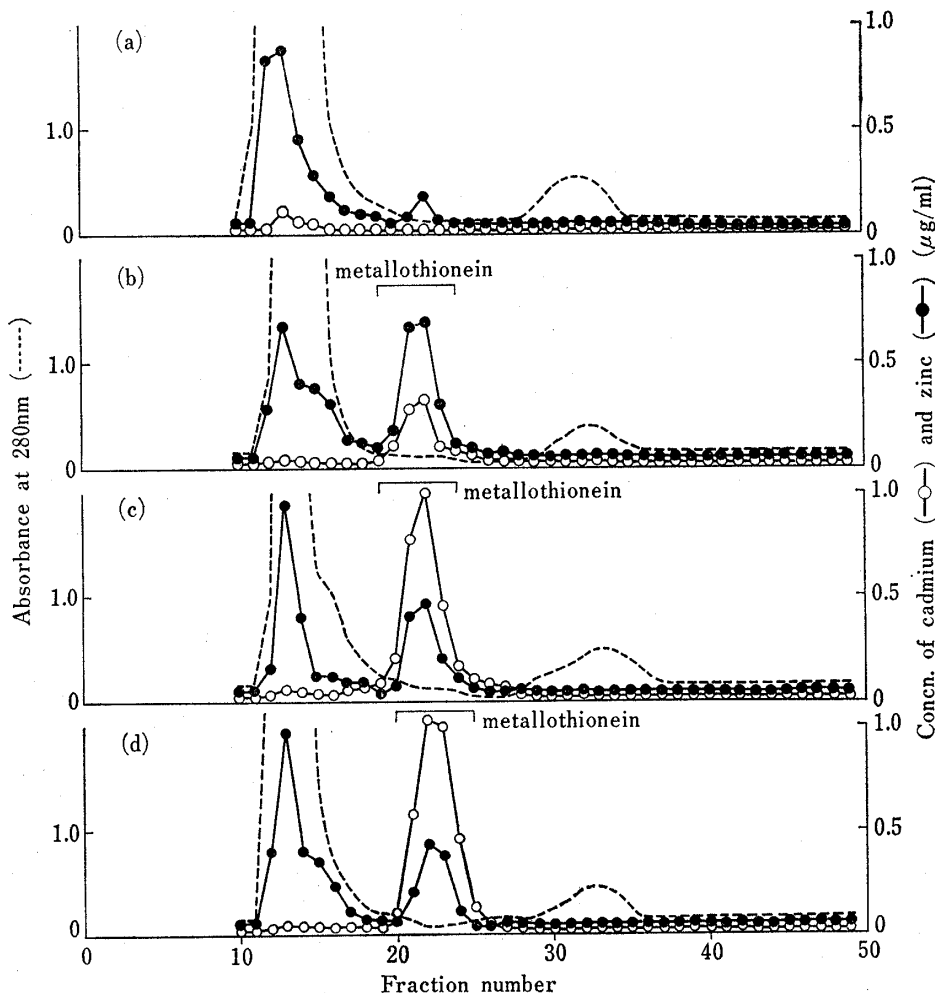 (a)
1.0
0
1.0
0.5
0
(b)
metallothionein
1.0
0
1.0
0.5
0
(c)
metallothionein
1.0
0
1.0
0.5
0
(d)
metallothionein
1.0
0
1.0
0.5
0
0 10 20 30 40 50
Fraction number
Absorbance at 280nm (-----)
Concn. of cadmium (—○—) and zinc (—●—) (μg/ml)